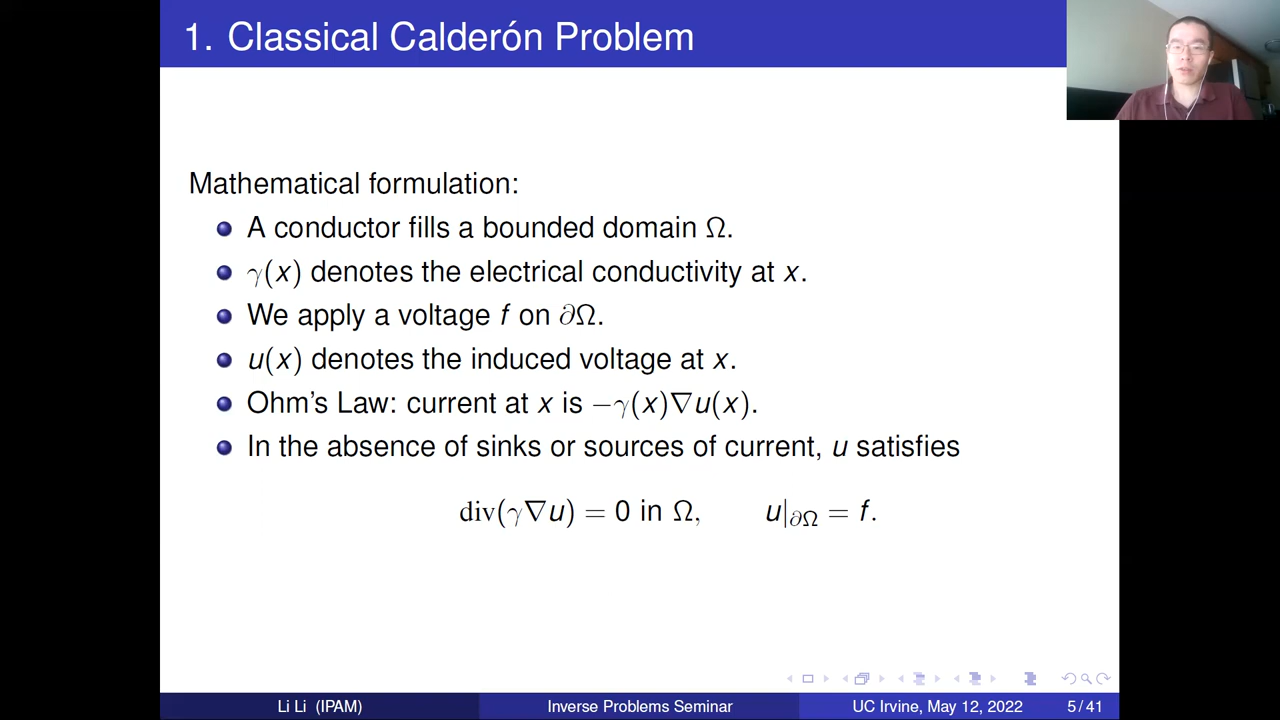 1. Classical Calderón Problem
Mathematical formulation:
A conductor fills a bounded domain Ω.
γ(x) denotes the electrical conductivity at x.
We apply a voltage f on ∂Ω.
u(x) denotes the induced voltage at x.
Ohm's Law: current at x is −γ(x)∇u(x).
In the absence of sinks or sources of current, u satisfies
div(γ∇u) = 0 in Ω, u|∂Ω = f.
Li Li (IPAM) Inverse Problems Seminar UC Irvine, May 12, 2022 5 / 41